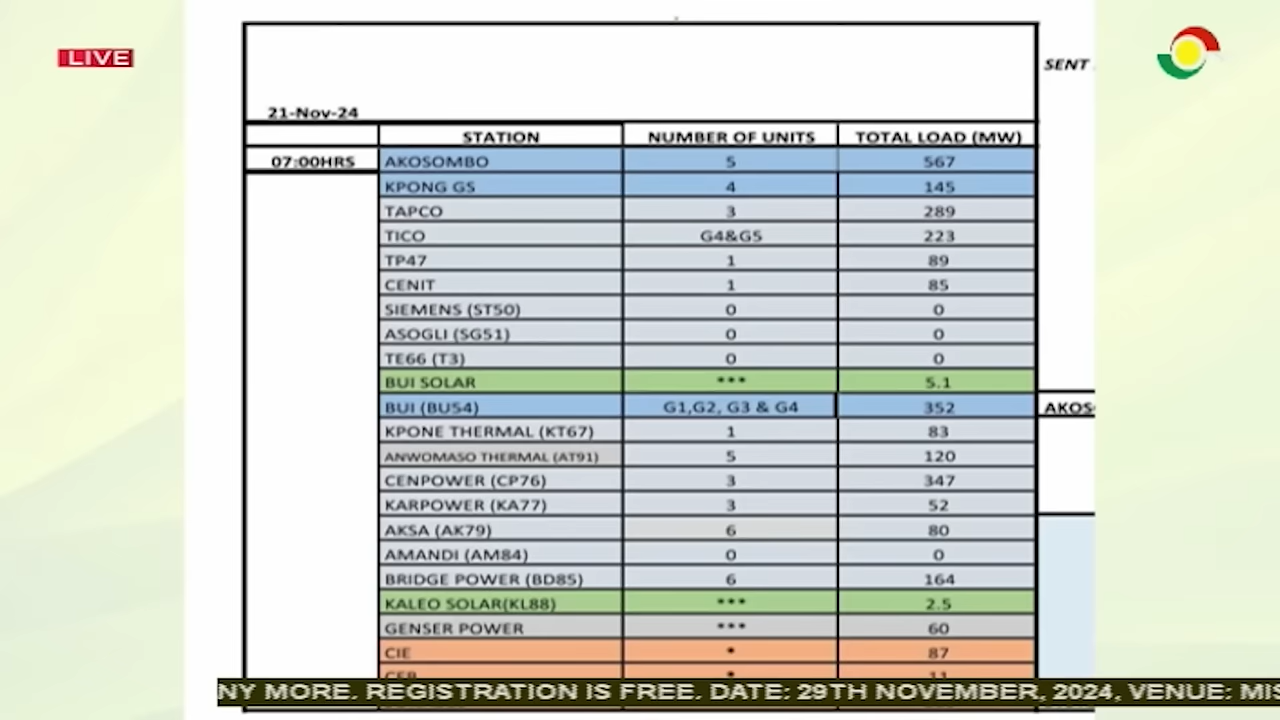 LIVE
SENT
21-Nov-24
STATION NUMBER OF UNITS TOTAL LOAD (MW)
07:00HRS AKOSOMBO 5 567
KPONG GS 4 145
TAPCO 3 289
TICO G4&G5 223
TP47 1 89
CENIT 1 85
SIEMENS (ST50) 0 0
ASOGLI (SG51) 0 0
TE66 (T3) 0 0
BUI SOLAR *** 5.1
BUI (BU54) G1,G2, G3 & G4 352
KPONE THERMAL (KT67) 1 83
ANWOMASO THERMAL (AT91) 5 120
CENPOWER (CP76) 3 347
KARPOWER (KA77) 3 52
AKSA (AK79) 6 80
AMANDI (AM84) 0 0
BRIDGE POWER (BD85) 6 164
KALEO SOLAR(KL88) *** 2.5
GENSER POWER *** 60
CIE * 87
NY MORE. REGISTRATION IS FREE. DATE: 29TH NOVEMBER, 2024, VENUE: MIS